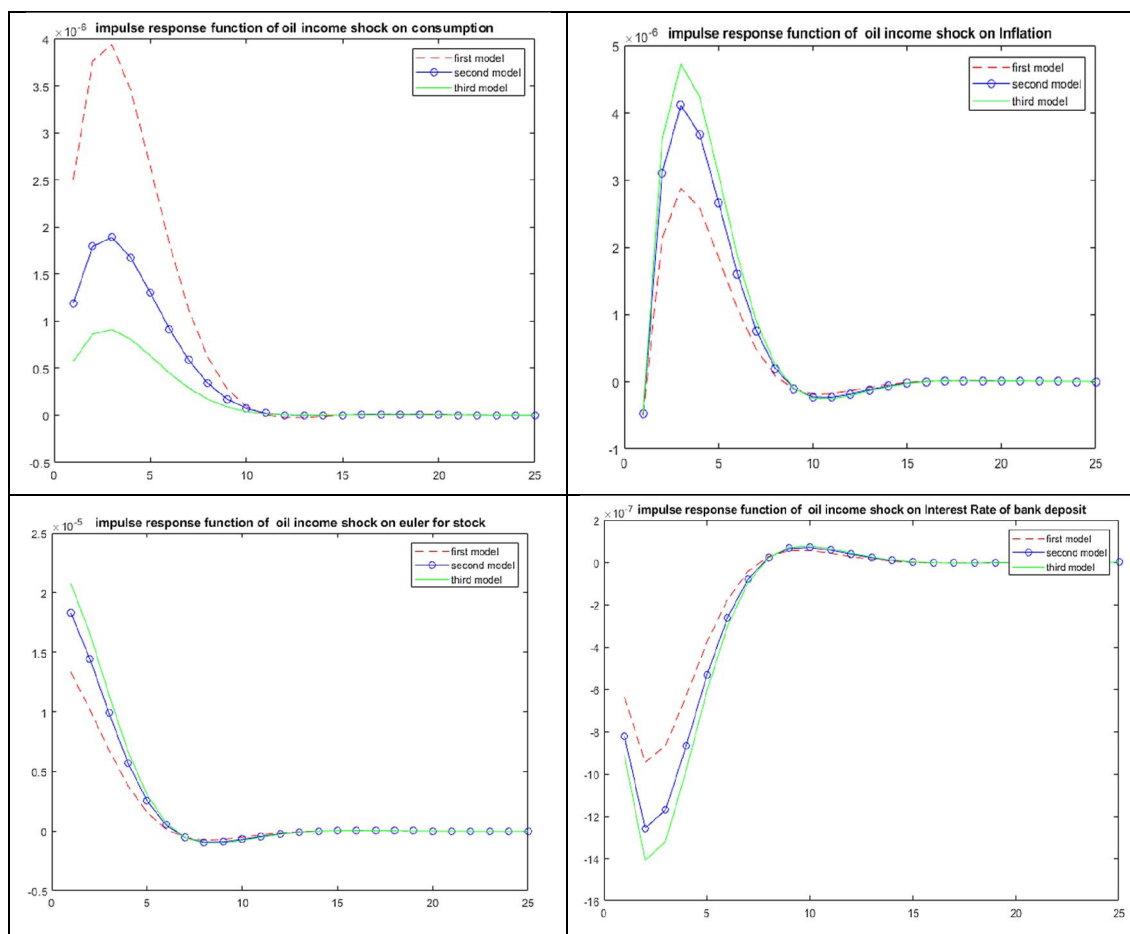 impulse response function of oil income shock on consumption
×10⁻⁶
4
3.5
3
2.5
2
1.5
1
0.5
0
-0.5
0 5 10 15 20 25
first model
second model
third model
impulse response function of oil income shock on Inflation
×10⁻⁶
5
4
3
2
1
0
-1
0 5 10 15 20 25
first model
second model
third model
impulse response function of oil income shock on euler for stock
×10⁻⁵
2.5
2
1.5
1
0.5
0
-0.5
0 5 10 15 20 25
first model
second model
third model
impulse response function of oil income shock on Interest Rate of bank deposit
×10⁻⁷
2
0
-2
-4
-6
-8
-10
-12
-14
-16
0 5 10 15 20 25
first model
second model
third model